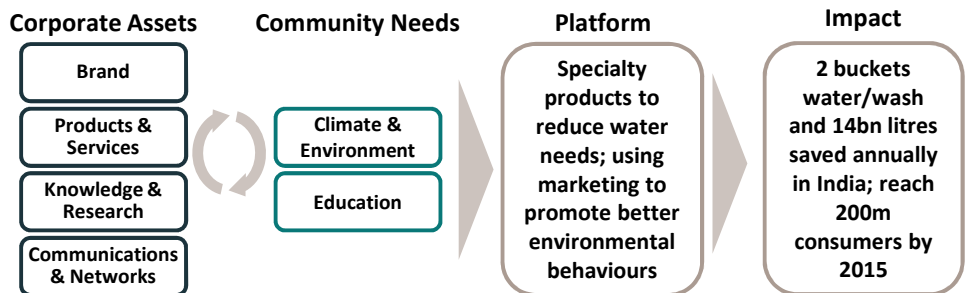 Corporate Assets
Brand
Products &
Services
Knowledge &
Research
Communications
& Networks
Community Needs
Climate &
Environment
Education
Platform
Specialty
products to
reduce water
needs; using
marketing to
promote better
environmental
behaviours
Impact
2 buckets
water/wash
and 14bn litres
saved annually
in India; reach
200m
consumers by
2015